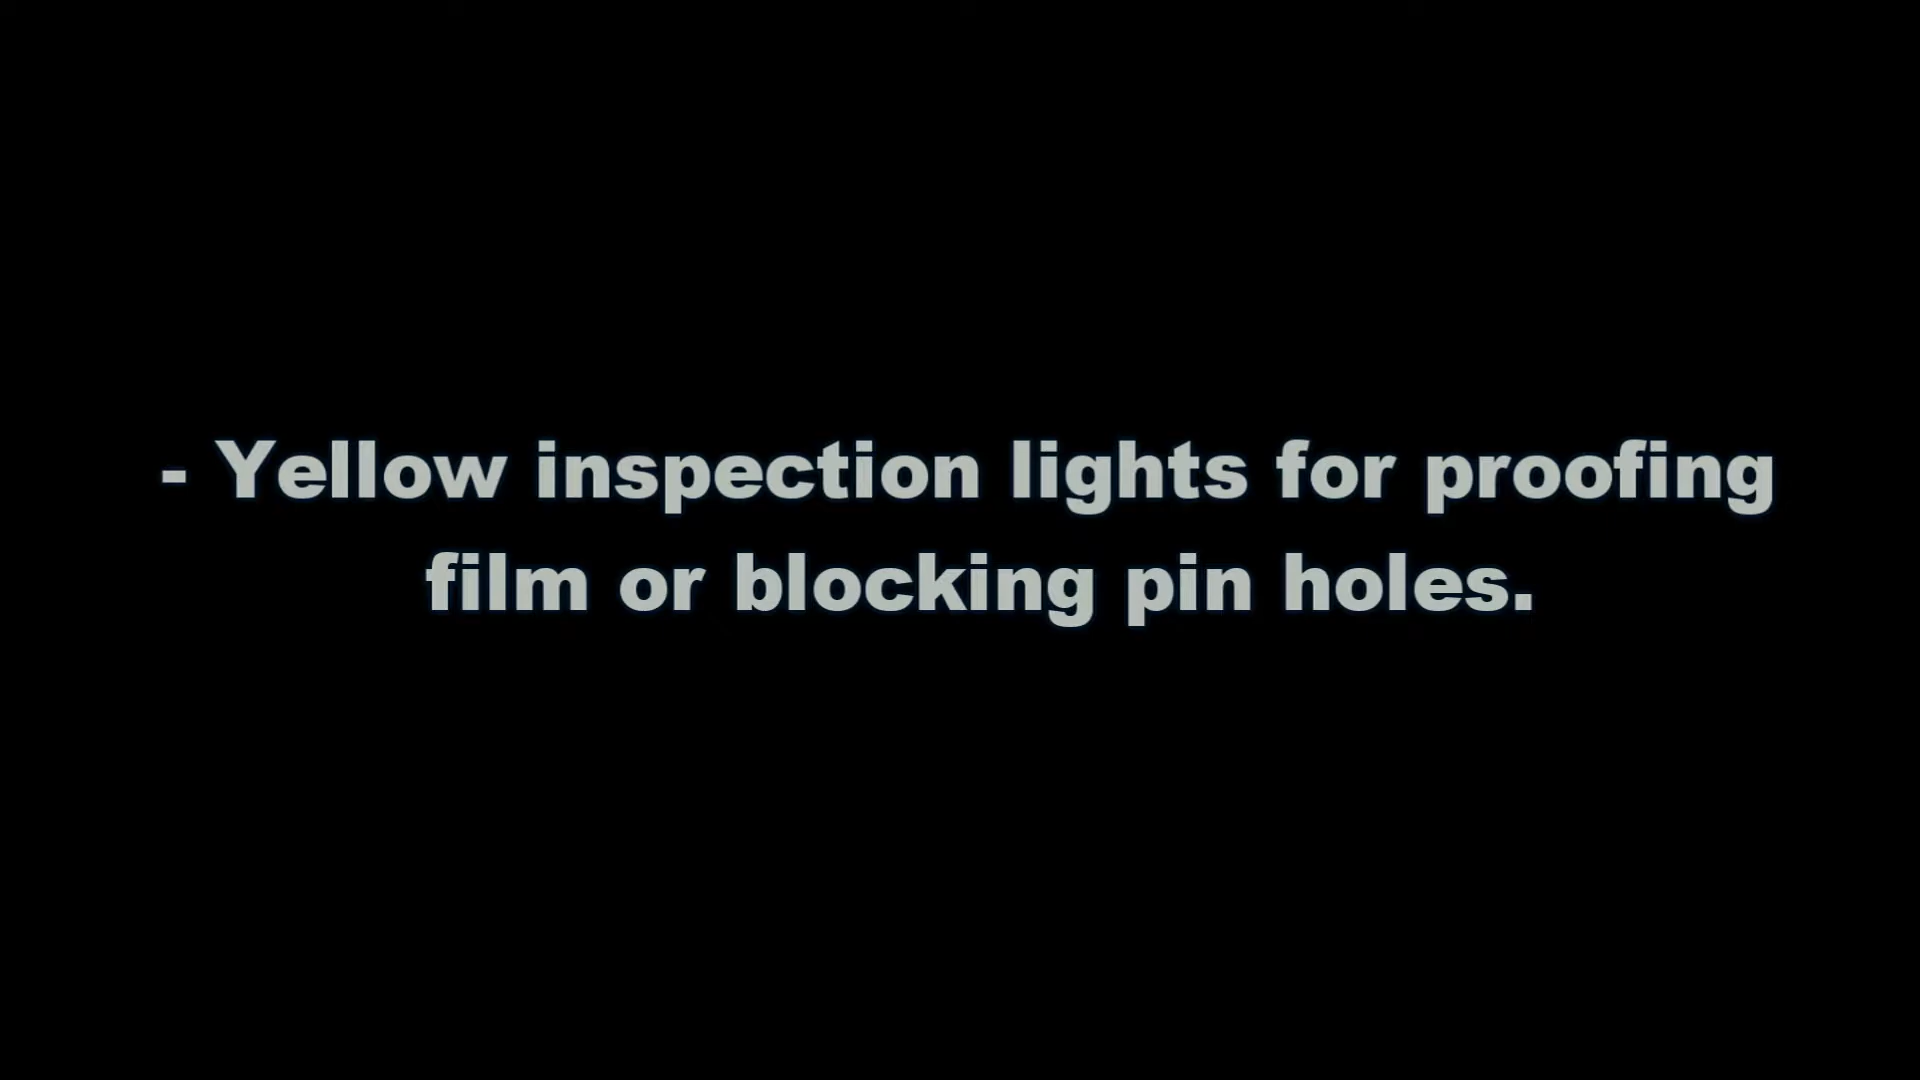 - Yellow inspection lights for proofing
film or blocking pin holes.